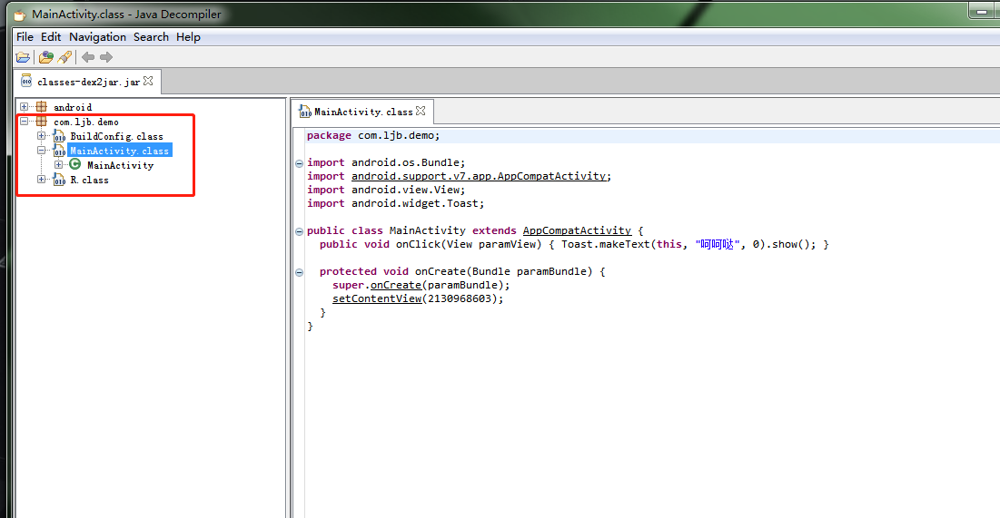 MainActivity.class - Java Decompiler
File Edit Navigation Search Help
classes-dex2jar.jar
android
com.ljb.demo
BuildConfig.class
MainActivity.class
MainActivity
R.class
MainActivity.class
package com.ljb.demo;
import android.os.Bundle;
import android.support.v7.app.AppCompatActivity;
import android.view.View;
import android.widget.Toast;
public class MainActivity extends AppCompatActivity {
public void onClick(View paramView) { Toast.makeText(this, "呵呵哒", 0).show(); }
protected void onCreate(Bundle paramBundle) {
super.onCreate(paramBundle);
setContentView(2130968603);
}
}